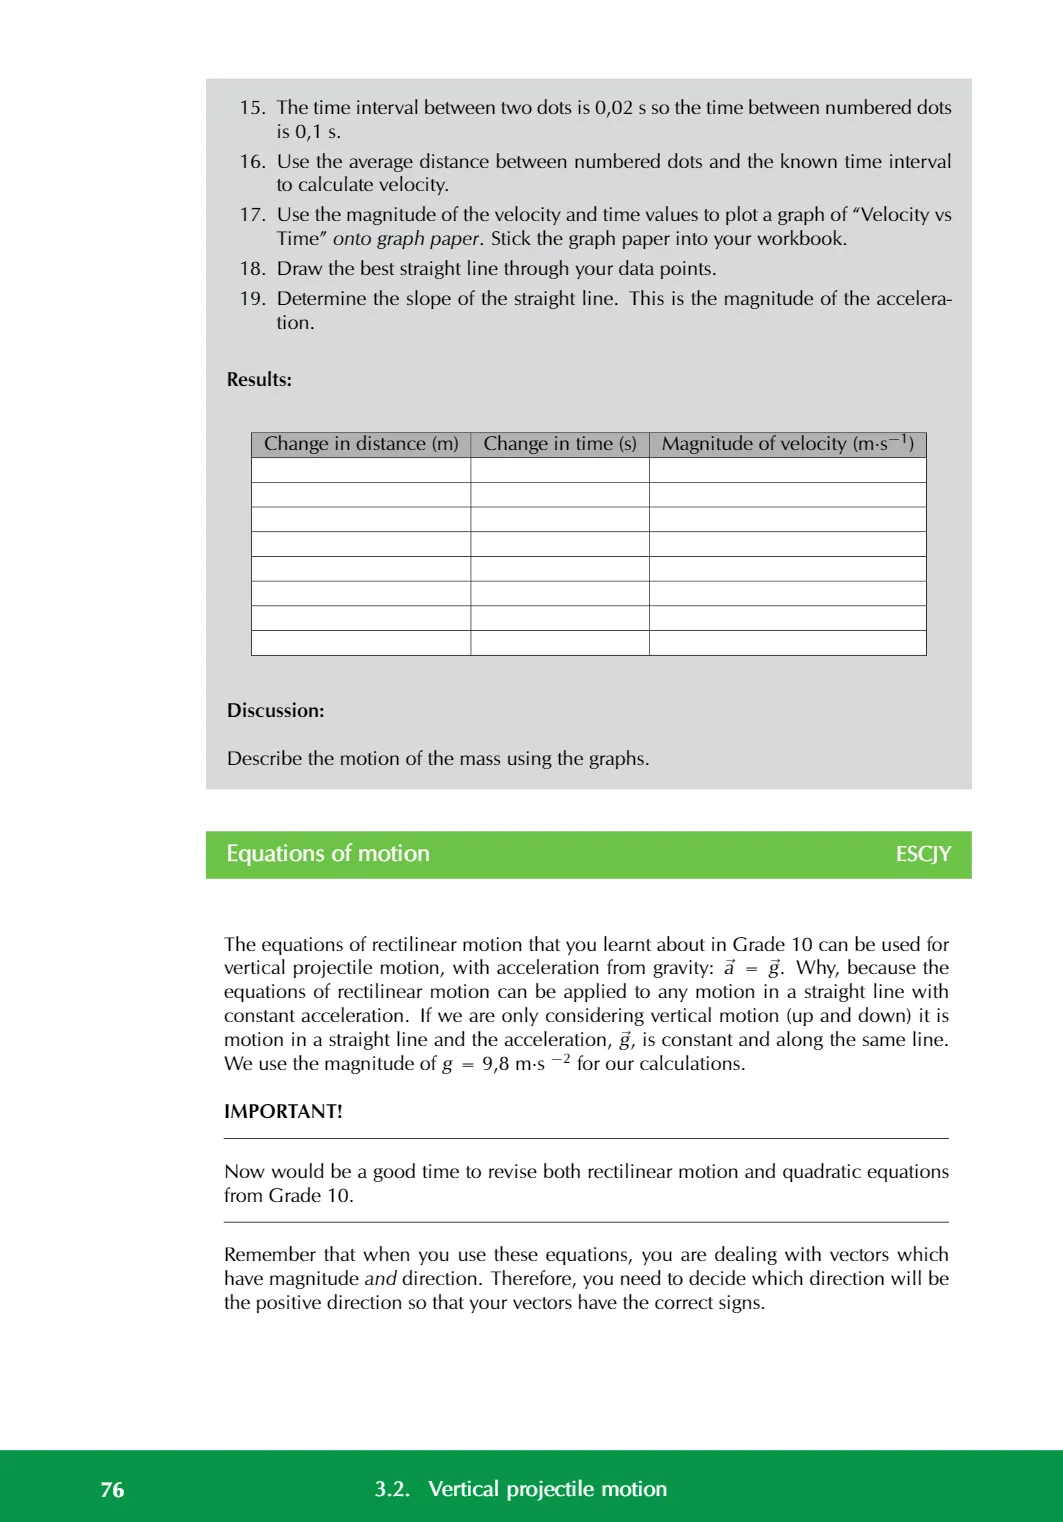 15. The time interval between two dots is 0,02 s so the time between numbered dots
is 0,1 s.
16. Use the average distance between numbered dots and the known time interval
to calculate velocity.
17. Use the magnitude of the velocity and time values to plot a graph of “Velocity vs
Time” onto graph paper. Stick the graph paper into your workbook.
18. Draw the best straight line through your data points.
19. Determine the slope of the straight line. This is the magnitude of the accelera-
tion.
Results:
Change in distance (m) Change in time (s) Magnitude of velocity (m·s⁻¹)
Discussion:
Describe the motion of the mass using the graphs.
Equations of motion ESCJY
The equations of rectilinear motion that you learnt about in Grade 10 can be used for
vertical projectile motion, with acceleration from gravity: a⃗ = g⃗. Why, because the
equations of rectilinear motion can be applied to any motion in a straight line with
constant acceleration. If we are only considering vertical motion (up and down) it is
motion in a straight line and the acceleration, g⃗, is constant and along the same line.
We use the magnitude of g = 9,8 m·s ⁻² for our calculations.
IMPORTANT!
Now would be a good time to revise both rectilinear motion and quadratic equations
from Grade 10.
Remember that when you use these equations, you are dealing with vectors which
have magnitude and direction. Therefore, you need to decide which direction will be
the positive direction so that your vectors have the correct signs.
76 3.2. Vertical projectile motion